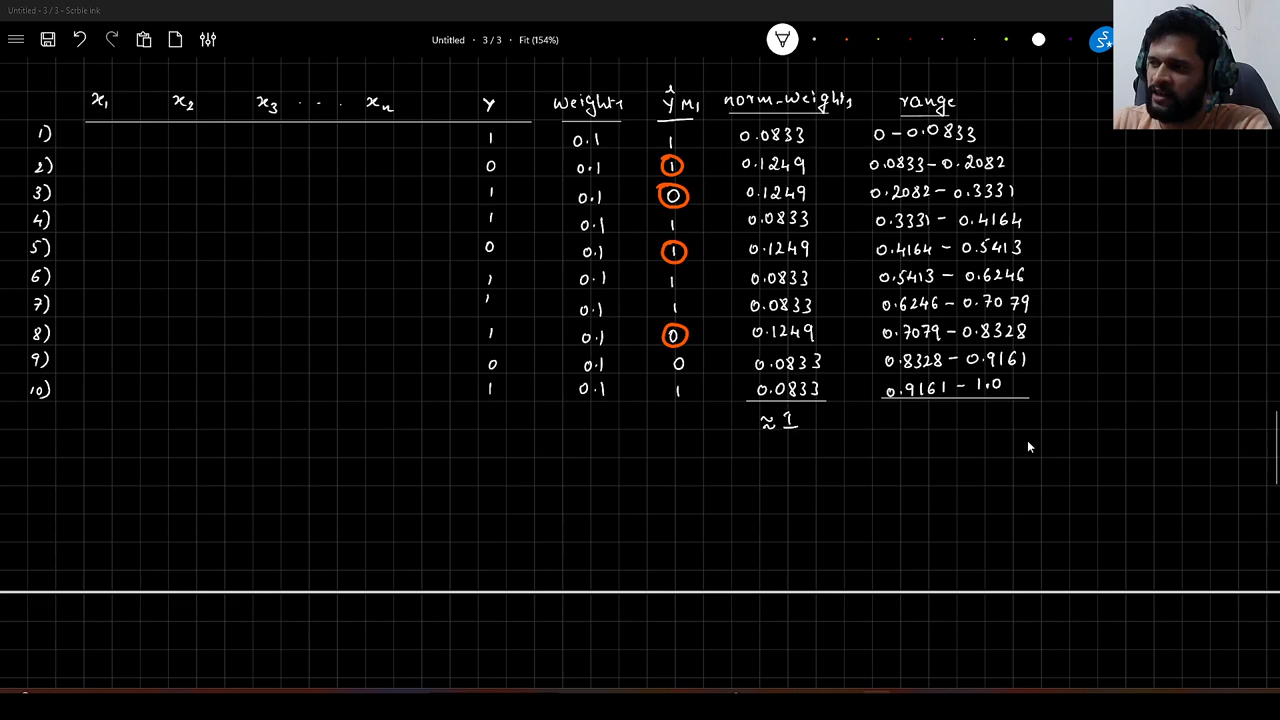 Untitled - 3 / 3 - Scrble ink
Untitled • 3 / 3 • Fit (154%)
x₁ x₂ x₃ . . . . xₙ Y weights ŷ M₁ norm-weights range
1) 1 0.1 1 0.0833 0 - 0.0833
2) 0 0.1 1 0.1249 0.0833 - 0.2082
3) 1 0.1 0 0.1249 0.2082 - 0.3331
4) 1 0.1 1 0.0833 0.3331 - 0.4164
5) 0 0.1 1 0.1249 0.4164 - 0.5413
6) 1 0.1 1 0.0833 0.5413 - 0.6246
7) 1 0.1 1 0.0833 0.6246 - 0.7079
8) 1 0.1 0 0.1249 0.7079 - 0.8328
9) 0 0.1 0 0.0833 0.8328 - 0.9161
10) 1 0.1 1 0.0833 0.9161 - 1.0
≈ 1